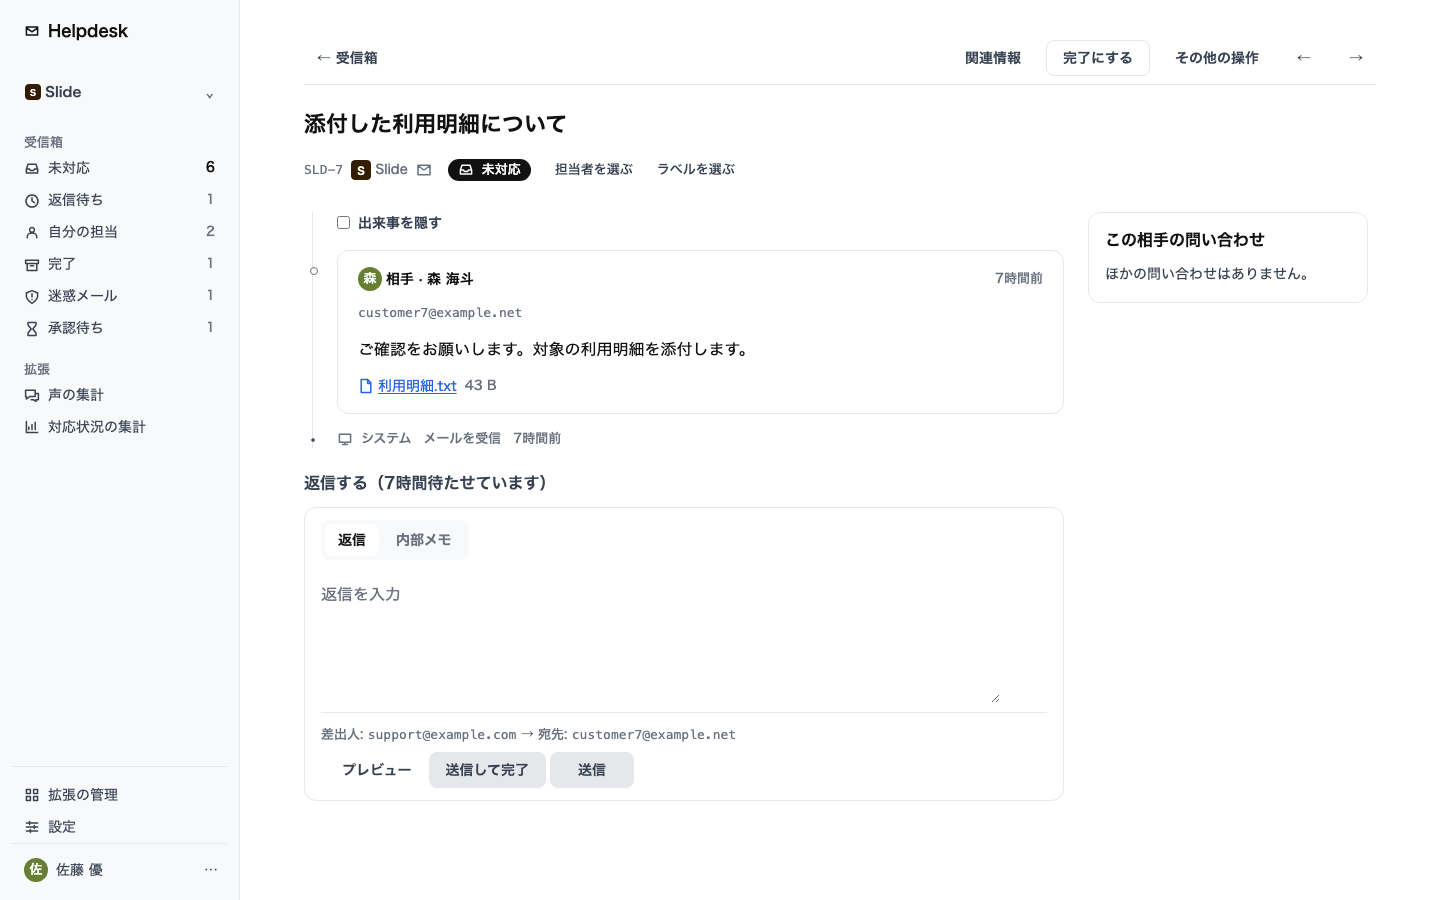 Helpdesk
S Slide
受信箱
未対応 6
返信待ち 1
自分の担当 2
完了 1
迷惑メール 1
承認待ち 1
拡張
声の集計
対応状況の集計
拡張の管理
設定
佐 佐藤 優 …
← 受信箱 関連情報 完了にする その他の操作 ← →
添付した利用明細について
SLD-7 S Slide 未対応 担当者を選ぶ ラベルを選ぶ
出来事を隠す
森 相手 · 森 海斗 7時間前
customer7@example.net
ご確認をお願いします。対象の利用明細を添付します。
利用明細.txt 43 B
システム メールを受信 7時間前
返信する（7時間待たせています）
返信 内部メモ
返信を入力
差出人: support@example.com → 宛先: customer7@example.net
プレビュー 送信して完了 送信
この相手の問い合わせ
ほかの問い合わせはありません。